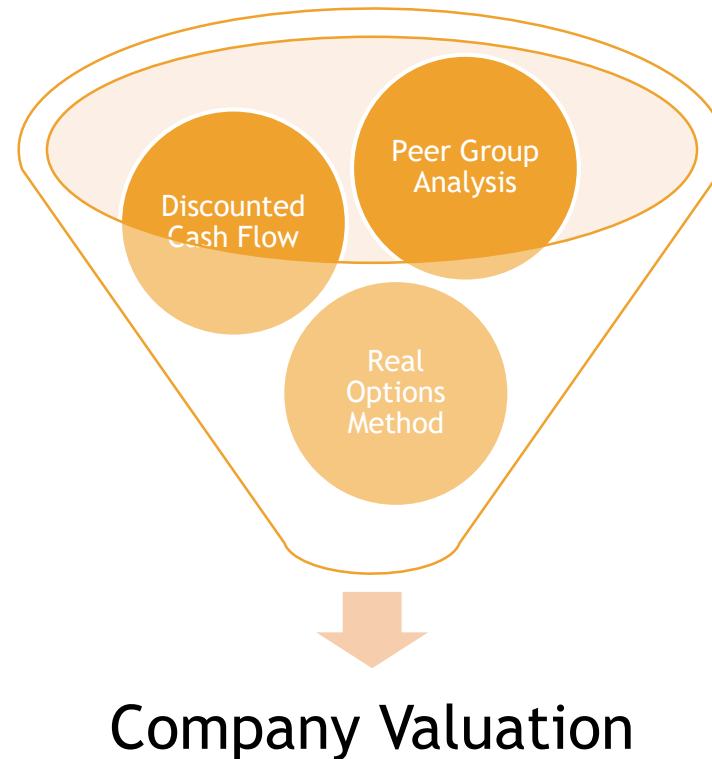 Peer Group
Analysis
Discounted
Cash Flow
Real
Options
Method
Company Valuation